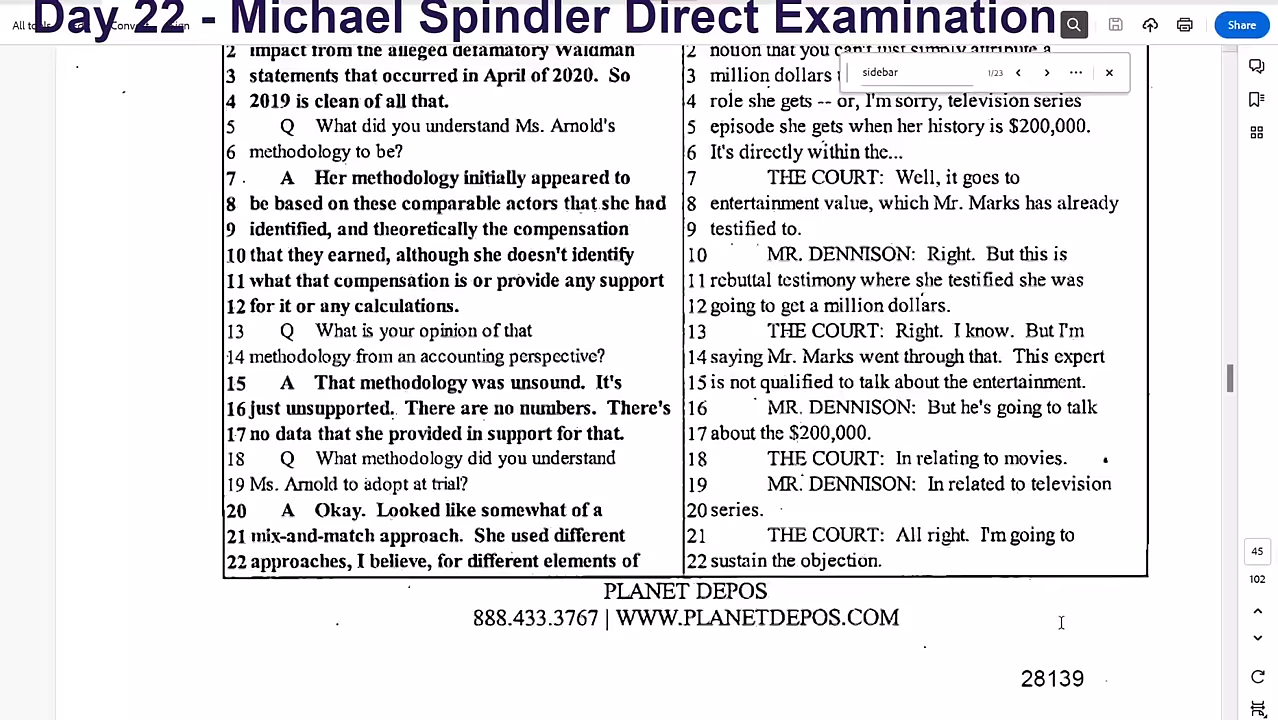 Day 22 - Michael Spindler Direct Examination
Share
sidebar
1/23
2 impact from the alleged defamatory Waldman
3 statements that occurred in April of 2020. So
4 2019 is clean of all that.
5 Q What did you understand Ms. Arnold's
6 methodology to be?
7 A Her methodology initially appeared to
8 be based on these comparable actors that she had
9 identified, and theoretically the compensation
10 that they earned, although she doesn't identify
11 what that compensation is or provide any support
12 for it or any calculations.
13 Q What is your opinion of that
14 methodology from an accounting perspective?
15 A That methodology was unsound. It's
16 just unsupported. There are no numbers. There's
17 no data that she provided in support for that.
18 Q What methodology did you understand
19 Ms. Arnold to adopt at trial?
20 A Okay. Looked like somewhat of a
21 mix-and-match approach. She used different
22 approaches, I believe, for different elements of
2 notion that you can't just simply attribute a
3 million dollars
4 role she gets -- or, I'm sorry, television series
5 episode she gets when her history is $200,000.
6 It's directly within the...
7 THE COURT: Well, it goes to
8 entertainment value, which Mr. Marks has already
9 testified to.
10 MR. DENNISON: Right. But this is
11 rebuttal testimony where she testified she was
12 going to get a million dollars.
13 THE COURT: Right. I know. But I'm
14 saying Mr. Marks went through that. This expert
15 is not qualified to talk about the entertainment.
16 MR. DENNISON: But he's going to talk
17 about the $200,000.
18 THE COURT: In relating to movies.
19 MR. DENNISON: In related to television
20 series.
21 THE COURT: All right. I'm going to
22 sustain the objection.
PLANET DEPOS
888.433.3767 | WWW.PLANETDEPOS.COM
28139
45
102